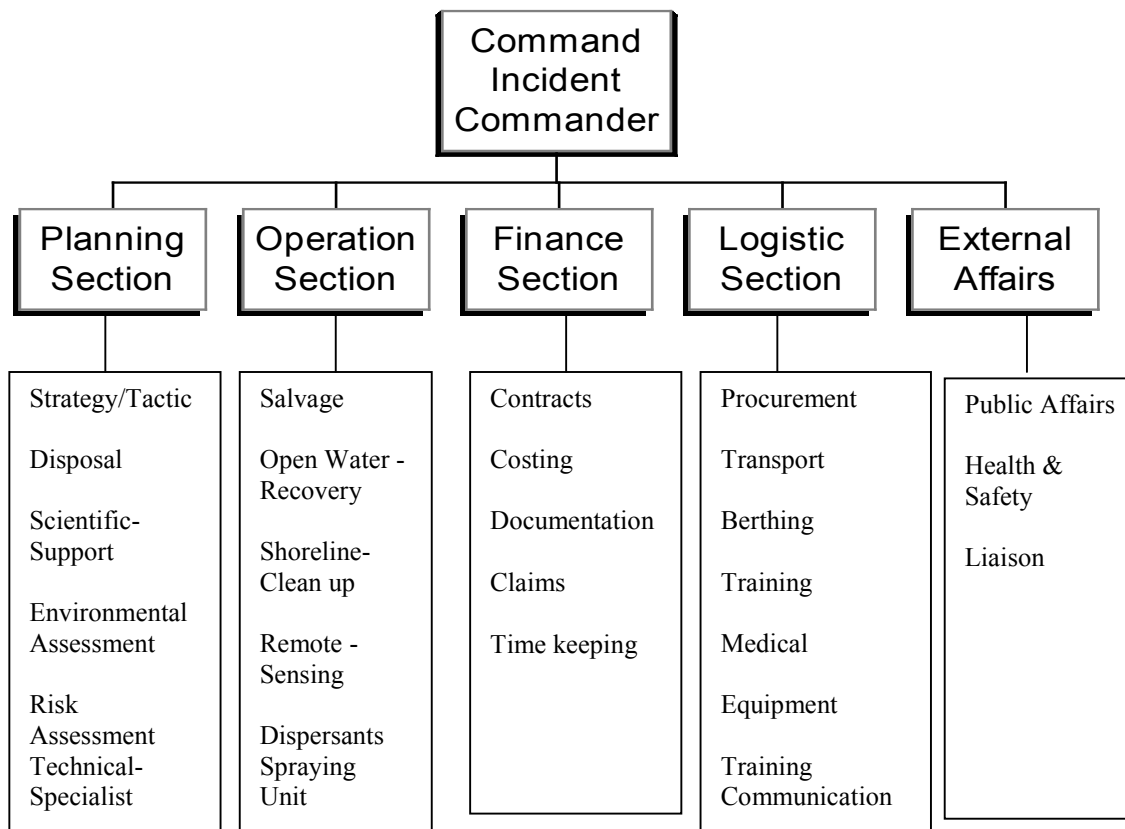 Command
Incident
Commander
Planning
Section
Operation
Section
Finance
Section
Logistic
Section
External
Affairs
Strategy/Tactic
Disposal
Scientific-
Support
Environmental
Assessment
Risk
Assessment
Technical-
Specialist
Salvage
Open Water -
Recovery
Shoreline-
Clean up
Remote -
Sensing
Dispersants
Spraying
Unit
Contracts
Costing
Documentation
Claims
Time keeping
Procurement
Transport
Berthing
Training
Medical
Equipment
Training
Communication
Public Affairs
Health &
Safety
Liaison